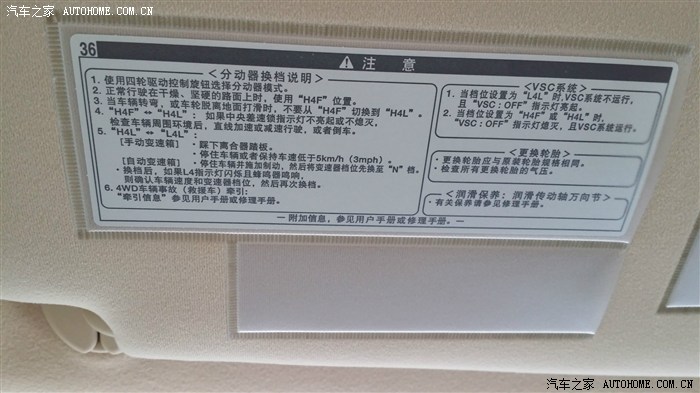 汽车之家 AUTOHOME.COM.CN
36
注 意
<分动器换档说明>
1. 使用四轮驱动控制旋钮选择分动器模式。
2. 正常行驶在干燥、坚硬的路面上时，使用“H4F”位置。
3. 当车辆转弯，或车轮脱离地面打滑时，不要从“H4F”切换到“H4L”。
4. “H4F”↔“H4L”：如果中央差速锁指示灯不亮起或不熄灭，
检查车辆周围环境后，直线加速或减速行驶，或者倒车。
5. “H4L”↔“L4L”：
[手动变速箱] ・踩下离合器踏板。
・停住车辆或者保持车速低于5km/h (3mph)。
[自动变速箱] ・停住车辆并施加制动，然后将变速器档位先换至“N”档。
・换档后，如果L4指示灯闪烁且蜂鸣器鸣响，
则确认车辆速度和变速器档位，然后再次换档。
6. 4WD车辆事故（救援车）牵引：
“牵引信息”参见用户手册或修理手册。
<VSC系统>
1. 当档位设置为“L4L”时,VSC系统不运行，
且“VSC：OFF”指示灯亮起。
2. 当档位设置为“H4F”或“H4L”时，
“VSC：OFF”指示灯熄灭，且VSC系统运行。
<更换轮胎>
・更换轮胎应与原装轮胎规格相同。
・检查所有更换轮胎的气压。
<润滑保养：润滑传动轴万向节>
・有关保养请参见修理手册。
— 附加信息，参见用户手册或修理手册。—
汽车之家 AUTOHOME.COM.CN